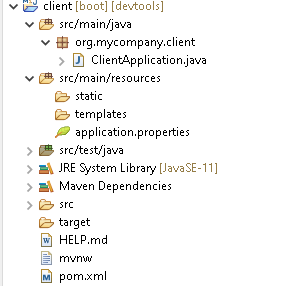 client [boot] [devtools]
src/main/java
org.mycompany.client
ClientApplication.java
src/main/resources
static
templates
application.properties
src/test/java
JRE System Library [JavaSE-11]
Maven Dependencies
src
target
HELP.md
mvnw
pom.xml